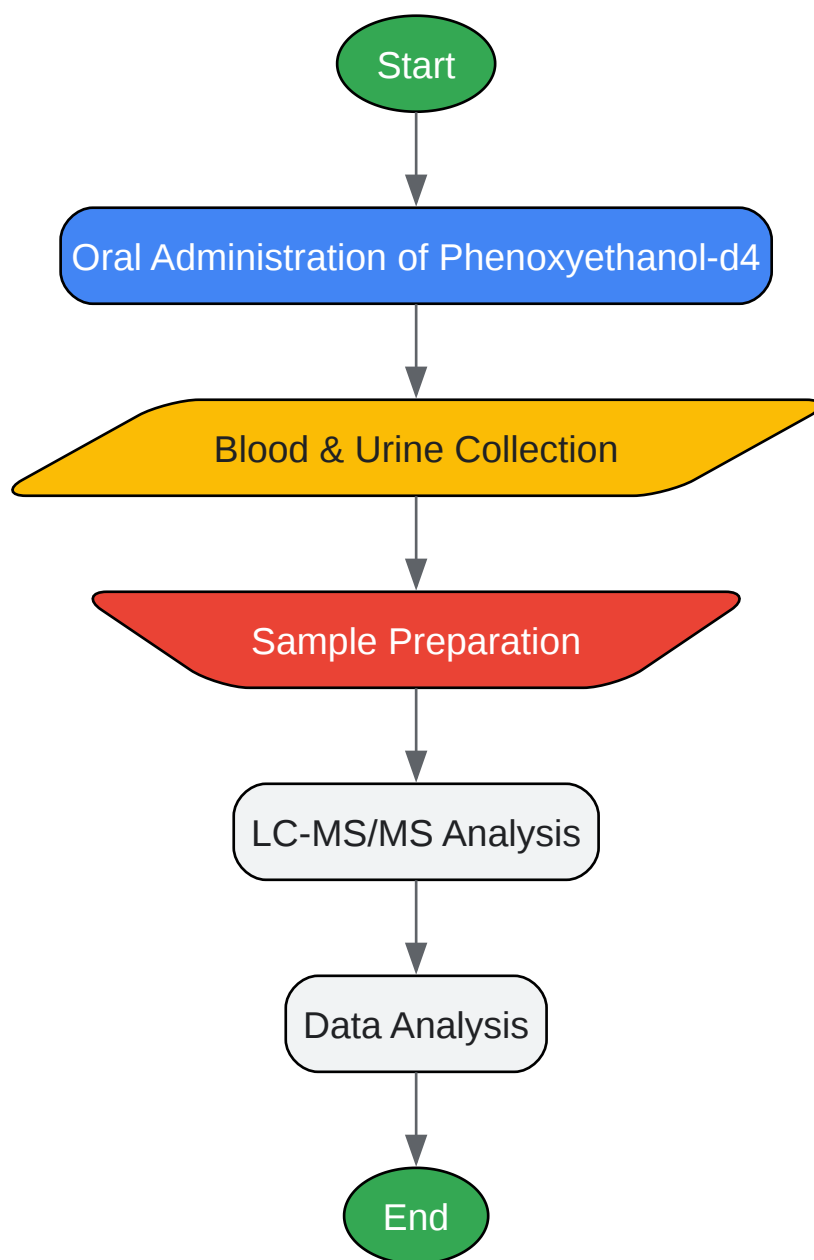 Start
Oral Administration of Phenoxyethanol-d4
Blood & Urine Collection
Sample Preparation
LC-MS/MS Analysis
Data Analysis
End